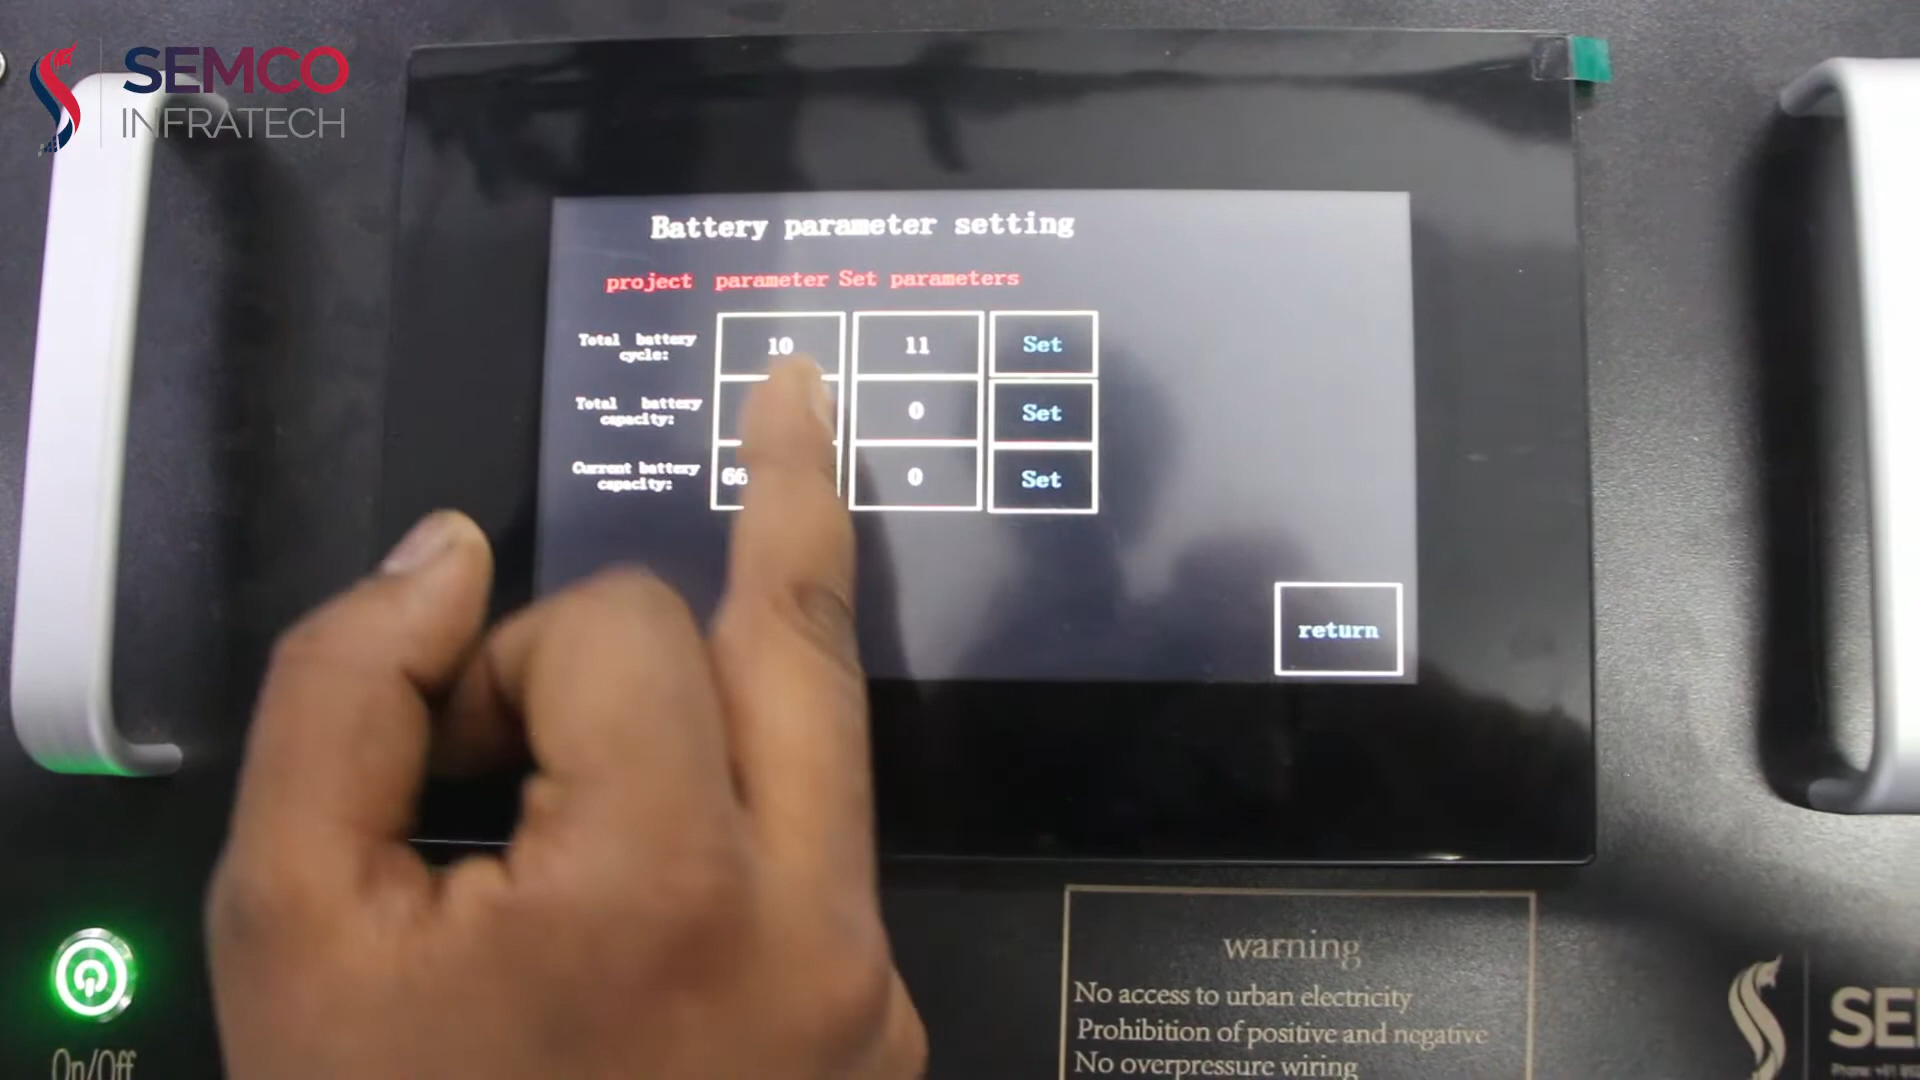 SEMCO
INFRATECH
Battery parameter setting
project parameter Set parameters
Total battery cycle: 10 11 Set
Total battery capacity: 0 Set
Current battery capacity: 66 0 Set
return
warning
No access to urban electricity
Prohibition of positive and negative
No overpressure wiring
On/Off
SE